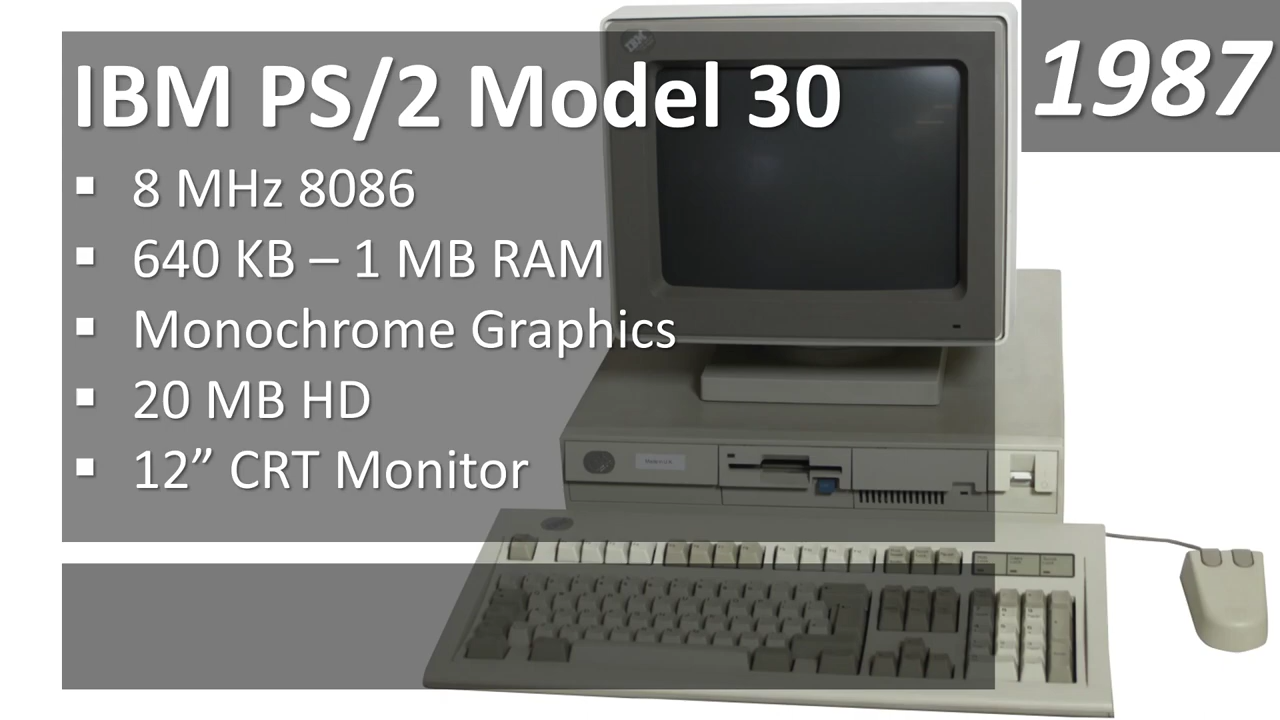 IBM PS/2 Model 30
1987
▪ 8 MHz 8086
▪ 640 KB – 1 MB RAM
▪ Monochrome Graphics
▪ 20 MB HD
▪ 12” CRT Monitor
IBM